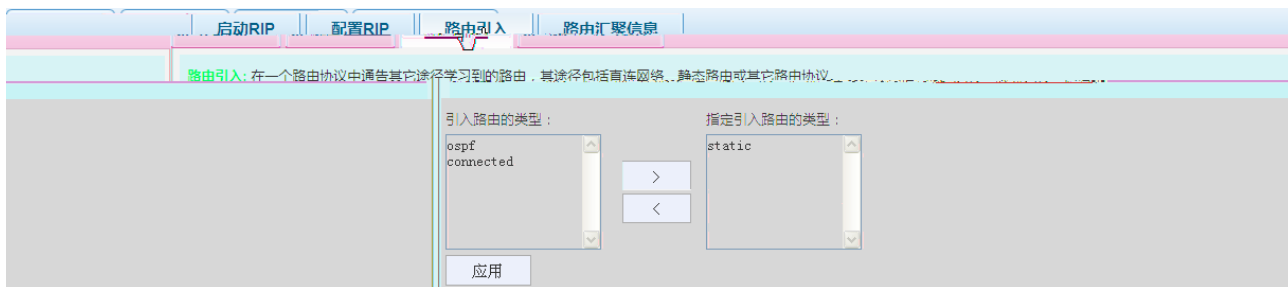 启动RIP 配置RIP 路由引入 路由汇聚信息
路由引入: 在一个路由协议中通告其它途径学习到的路由，其途径包括直连网络、静态路由或其它路由协议。
引入路由的类型： 指定引入路由的类型：
ospf static
connected
>
<
应用